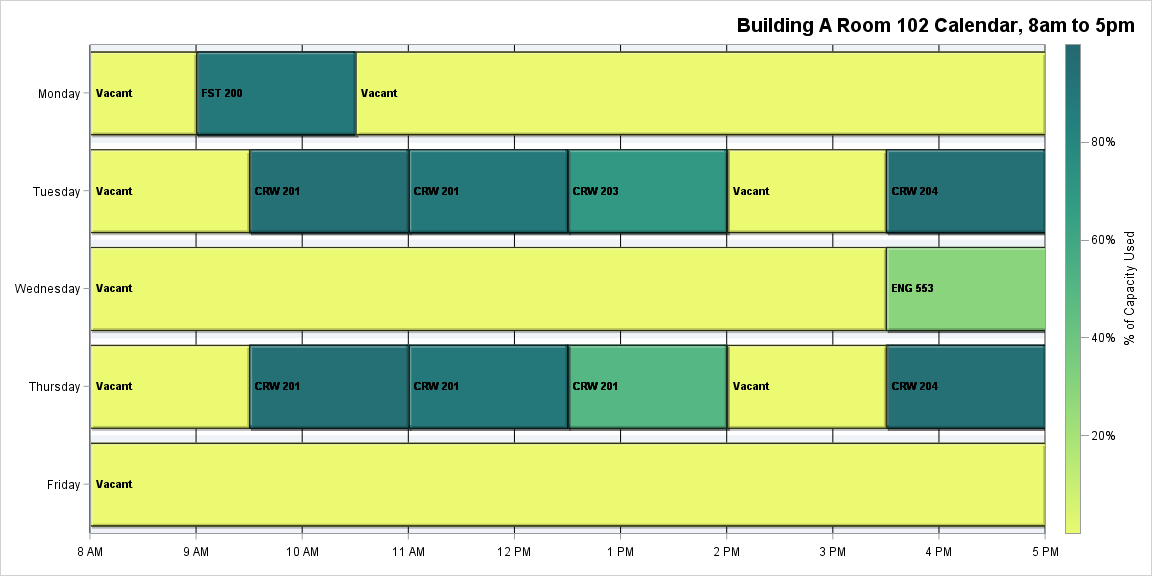 Building A Room 102 Calendar, 8am to 5pm
Monday
Vacant
FST 200
Vacant
Tuesday
Vacant
CRW 201
CRW 201
CRW 203
Vacant
CRW 204
Wednesday
Vacant
ENG 553
Thursday
Vacant
CRW 201
CRW 201
CRW 201
Vacant
CRW 204
Friday
Vacant
8 AM
9 AM
10 AM
11 AM
12 PM
1 PM
2 PM
3 PM
4 PM
5 PM
80%
60%
40%
20%
% of Capacity Used